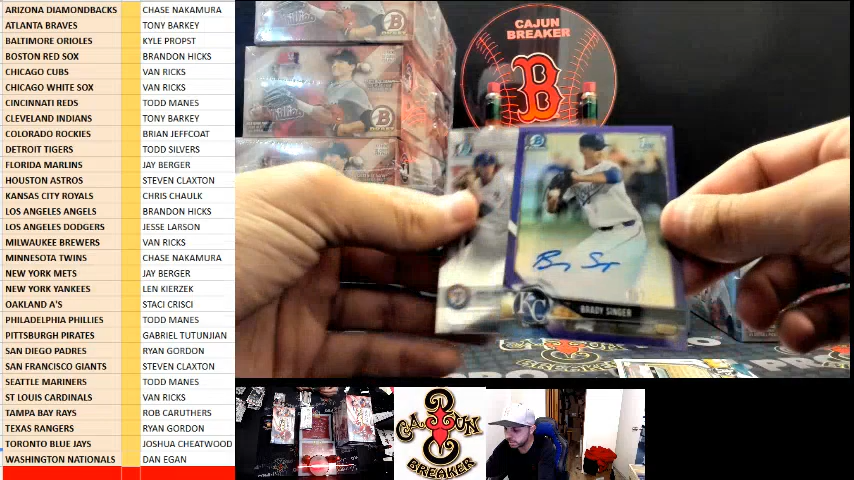 ARIZONA DIAMONDBACKS CHASE NAKAMURA
ATLANTA BRAVES TONY BARKEY
BALTIMORE ORIOLES KYLE PROPST
BOSTON RED SOX BRANDON HICKS
CHICAGO CUBS VAN RICKS
CHICAGO WHITE SOX VAN RICKS
CINCINNATI REDS TODD MANES
CLEVELAND INDIANS TONY BARKEY
COLORADO ROCKIES BRIAN JEFFCOAT
DETROIT TIGERS TODD SILVERS
FLORIDA MARLINS JAY BERGER
HOUSTON ASTROS STEVEN CLAXTON
KANSAS CITY ROYALS CHRIS CHAULK
LOS ANGELES ANGELS BRANDON HICKS
LOS ANGELES DODGERS JESSE LARSON
MILWAUKEE BREWERS VAN RICKS
MINNESOTA TWINS CHASE NAKAMURA
NEW YORK METS JAY BERGER
NEW YORK YANKEES LEN KIERZEK
OAKLAND A'S STACI CRISCI
PHILADELPHIA PHILLIES TODD MANES
PITTSBURGH PIRATES GABRIEL TUTUNJIAN
SAN DIEGO PADRES RYAN GORDON
SAN FRANCISCO GIANTS STEVEN CLAXTON
SEATTLE MARINERS TODD MANES
ST LOUIS CARDINALS VAN RICKS
TAMPA BAY RAYS ROB CARUTHERS
TEXAS RANGERS RYAN GORDON
TORONTO BLUE JAYS JOSHUA CHEATWOOD
WASHINGTON NATIONALS DAN EGAN
CAJUN
BREAKER
B
KC
BRADY SINGER
CAJUN
BREAKER